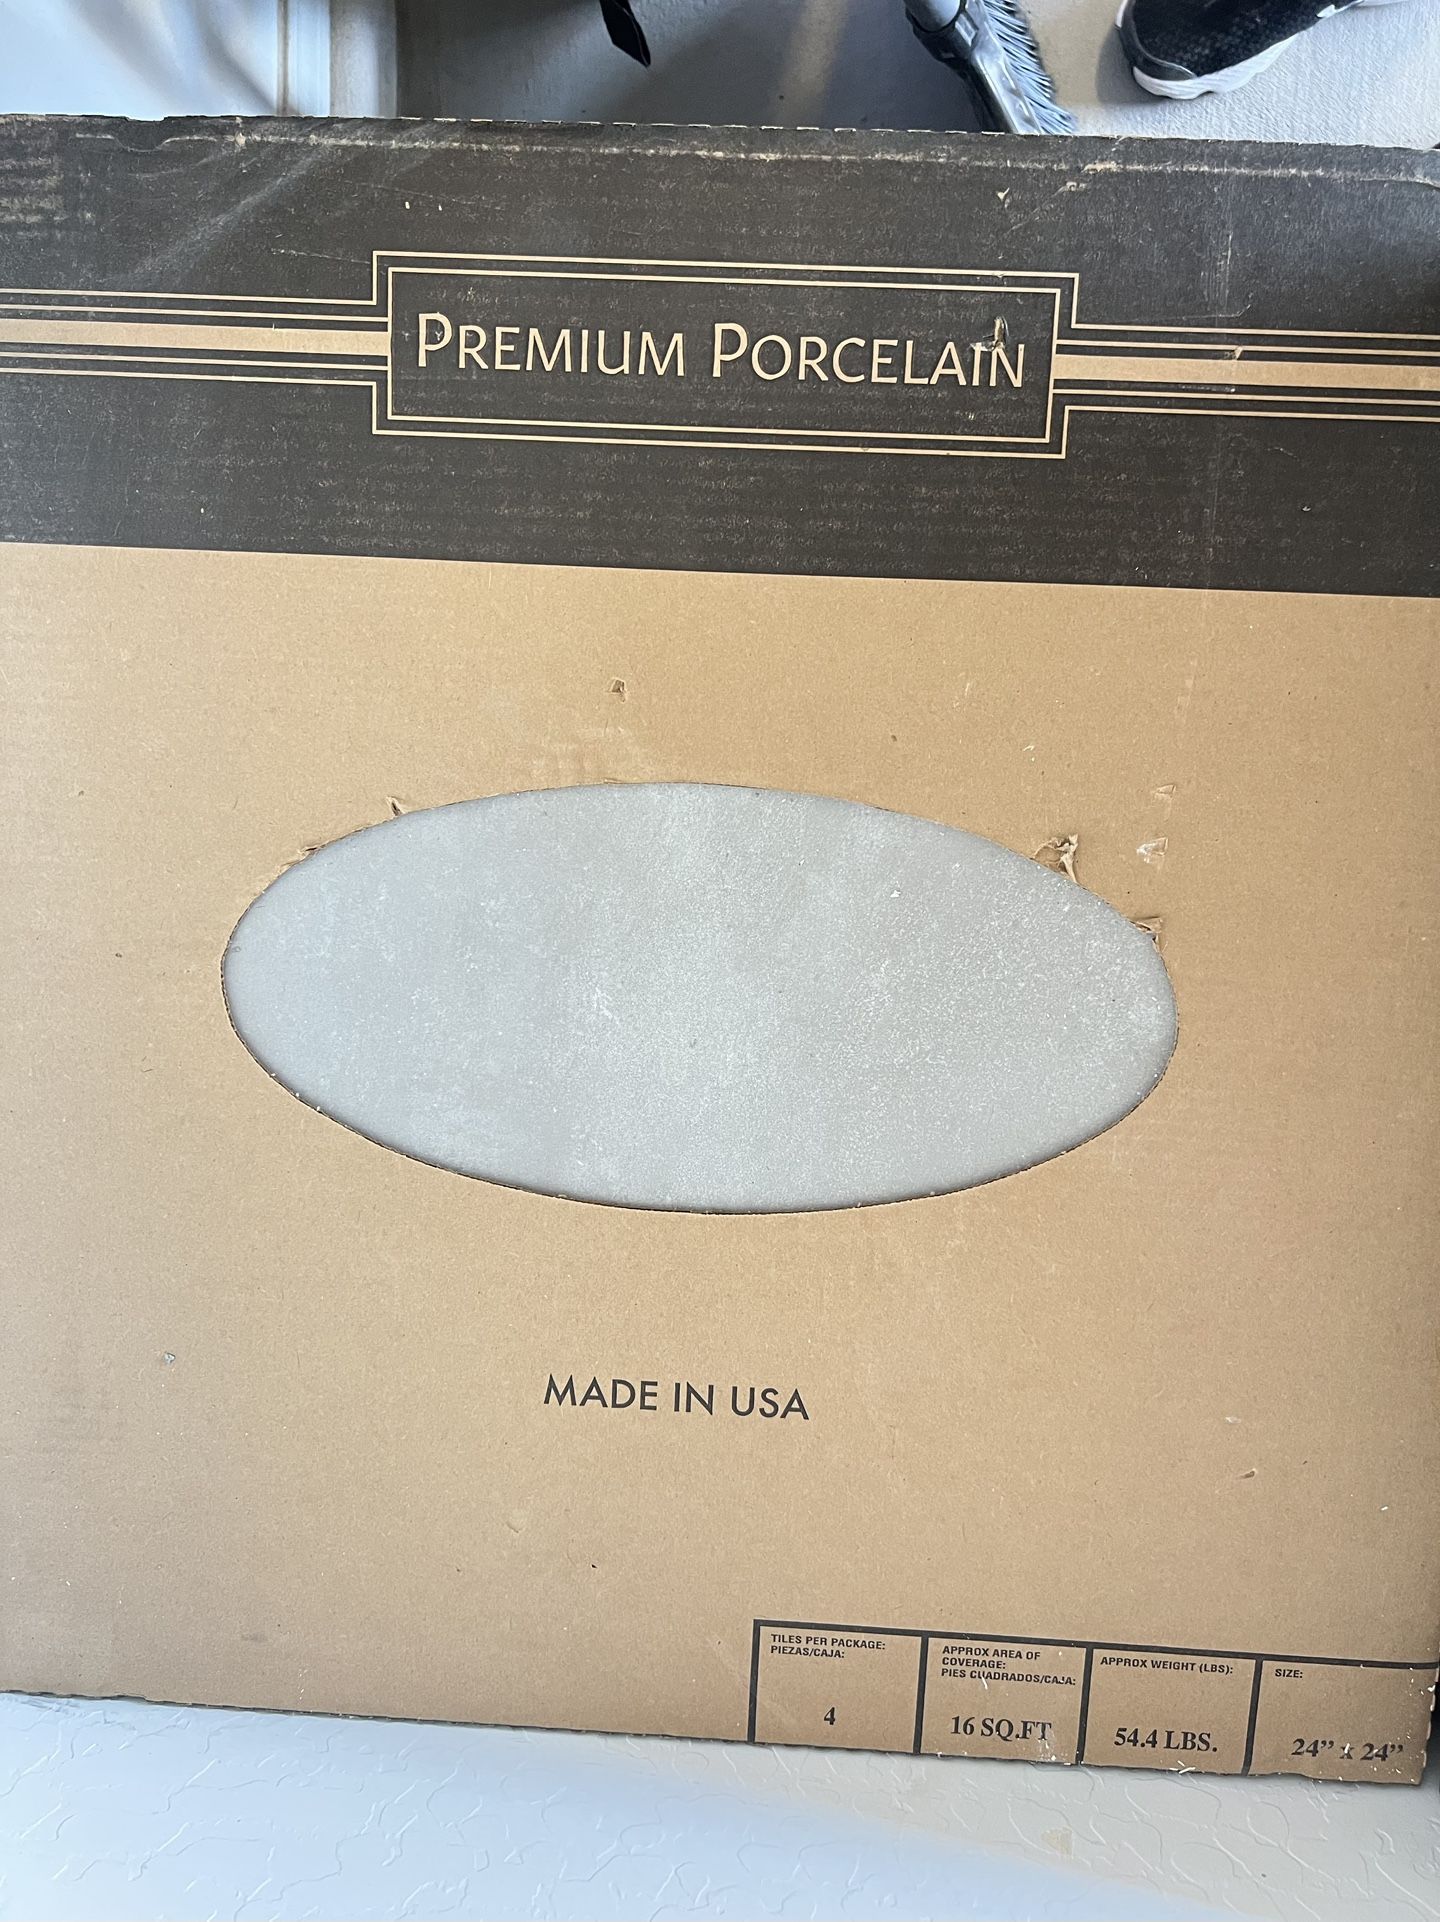 PREMIUM PORCELAIN
MADE IN USA
TILES PER PACKAGE:
PIEZAS/CAJA:
4
APPROX AREA OF
COVERAGE:
PIES CUADRADOS/CAJA:
16 SQ.FT
APPROX WEIGHT (LBS):
54.4 LBS.
SIZE:
24” x 24”